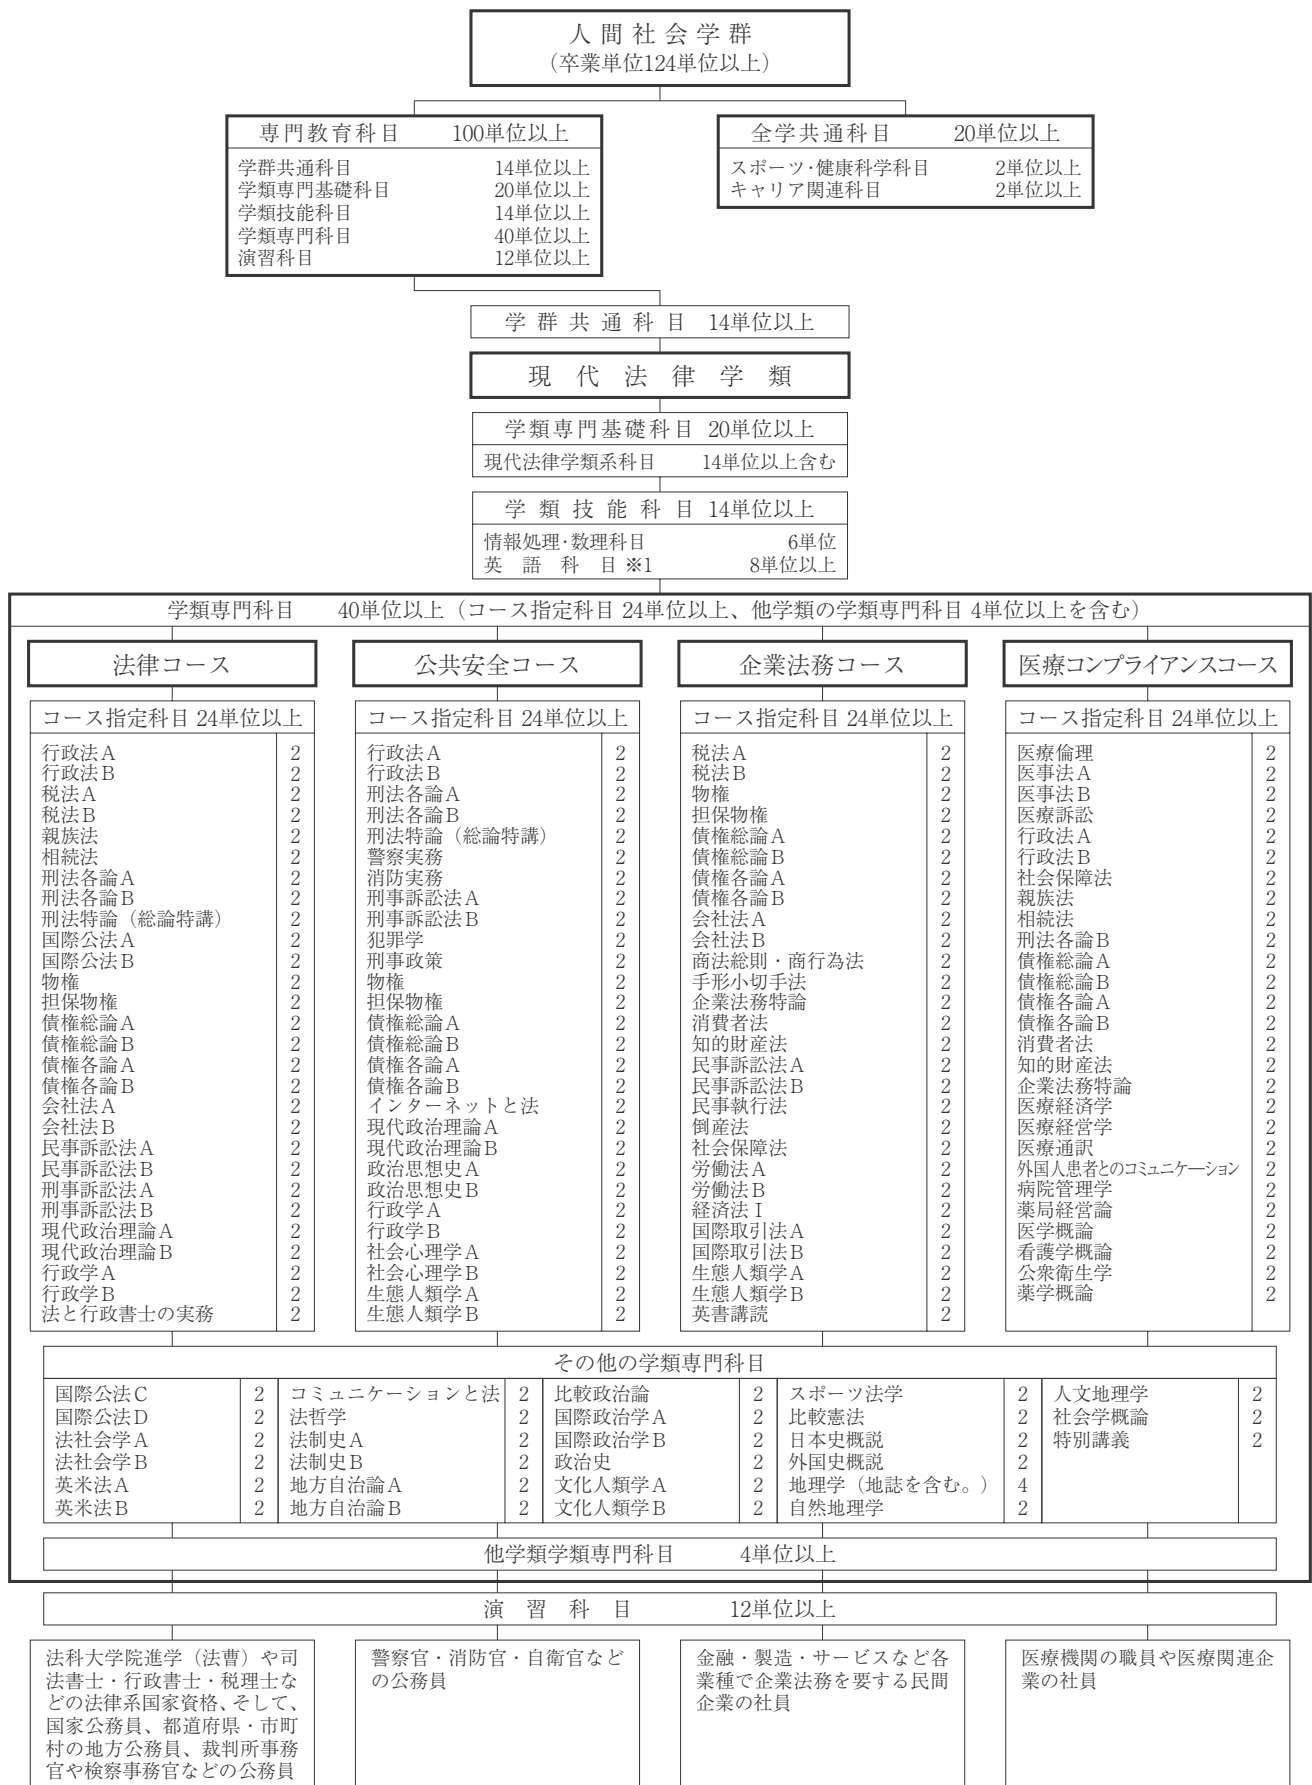 人間社会学群
（卒業単位124単位以上）
専門教育科目 100単位以上
学群共通科目 14単位以上
学類専門基礎科目 20単位以上
学類技能科目 14単位以上
学類専門科目 40単位以上
演習科目 12単位以上
全学共通科目 20単位以上
スポーツ・健康科学科目 2単位以上
キャリア関連科目 2単位以上
学群共通科目 14単位以上
現代法律学類
学類専門基礎科目 20単位以上
現代法律学類系科目 14単位以上含む
学類技能科目 14単位以上
情報処理・数理科目 6単位
英語科目※1 8単位以上
学類専門科目 40単位以上（コース指定科目 24単位以上、他学類の学類専門科目 4単位以上を含む）
法律コース
コース指定科目 24単位以上
行政法A 2
行政法B 2
税法A 2
税法B 2
親族法 2
相続法 2
刑法各論A 2
刑法各論B 2
刑法特論（総論特講） 2
国際公法A 2
国際公法B 2
物権 2
担保物権 2
債権総論A 2
債権総論B 2
債権各論A 2
債権各論B 2
会社法A 2
会社法B 2
民事訴訟法A 2
民事訴訟法B 2
刑事訴訟法A 2
刑事訴訟法B 2
現代政治理論A 2
現代政治理論B 2
行政学A 2
行政学B 2
法と行政書士の実務 2
公共安全コース
コース指定科目 24単位以上
行政法A 2
行政法B 2
刑法各論A 2
刑法各論B 2
刑法特論（総論特講） 2
警察実務 2
消防実務 2
刑事訴訟法A 2
刑事訴訟法B 2
犯罪学 2
刑事政策 2
物権 2
担保物権 2
債権総論A 2
債権総論B 2
債権各論A 2
債権各論B 2
インターネットと法 2
現代政治理論A 2
現代政治理論B 2
政治思想史A 2
政治思想史B 2
行政学A 2
行政学B 2
社会心理学A 2
社会心理学B 2
生態人類学A 2
生態人類学B 2
企業法務コース
コース指定科目 24単位以上
税法A 2
税法B 2
物権 2
担保物権 2
債権総論A 2
債権総論B 2
債権各論A 2
債権各論B 2
会社法A 2
会社法B 2
商法総則・商行為法 2
手形小切手法 2
企業法務特論 2
消費者法 2
知的財産法 2
民事訴訟法A 2
民事訴訟法B 2
民事執行法 2
倒産法 2
社会保障法 2
労働法A 2
労働法B 2
経済法I 2
国際取引法A 2
国際取引法B 2
生態人類学A 2
生態人類学B 2
英書講読 2
医療コンプライアンスコース
コース指定科目 24単位以上
医療倫理 2
医事法A 2
医事法B 2
医療訴訟 2
行政法A 2
行政法B 2
社会保障法 2
親族法 2
相続法 2
刑法各論B 2
債権総論A 2
債権総論B 2
債権各論A 2
債権各論B 2
消費者法 2
知的財産法 2
企業法務特論 2
医療経済学 2
医療経営学 2
医療通訳 2
外国人患者とのコミュニケーション 2
病院管理学 2
薬局経営論 2
医学概論 2
看護学概論 2
公衆衛生学 2
薬学概論 2
その他の学類専門科目
国際公法C 2
国際公法D 2
法社会学A 2
法社会学B 2
英米法A 2
英米法B 2
コミュニケーションと法 2
法哲学 2
法制史A 2
法制史B 2
地方自治論A 2
地方自治論B 2
比較政治論 2
国際政治学A 2
国際政治学B 2
政治史 2
文化人類学A 2
文化人類学B 2
スポーツ法学 2
比較憲法 2
日本史概説 2
外国史概説 2
地理学（地誌を含む。） 4
自然地理学 2
人文地理学 2
社会学概論 2
特別講義 2
他学類学類専門科目 4単位以上
演習科目 12単位以上
法科大学院進学（法曹）や司
法書士・行政書士・税理士な
どの法律系国家資格、そして、
国家公務員、都道府県・市町
村の地方公務員、裁判所事務
官や検察事務官などの公務員
警察官・消防官・自衛官など
の公務員
金融・製造・サービスなど各
業種で企業法務を要する民間
企業の社員
医療機関の職員や医療関連企
業の社員